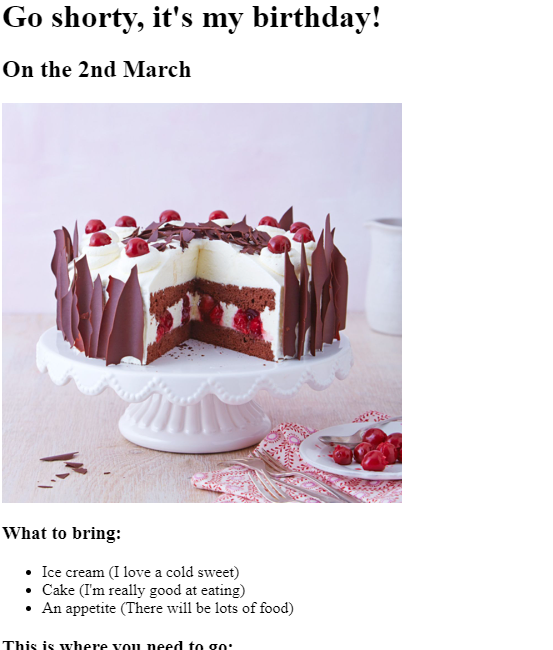 Go shorty, it's my birthday!
On the 2nd March
What to bring:
Ice cream (I love a cold sweet)
Cake (I'm really good at eating)
An appetite (There will be lots of food)
This is where you need to go: